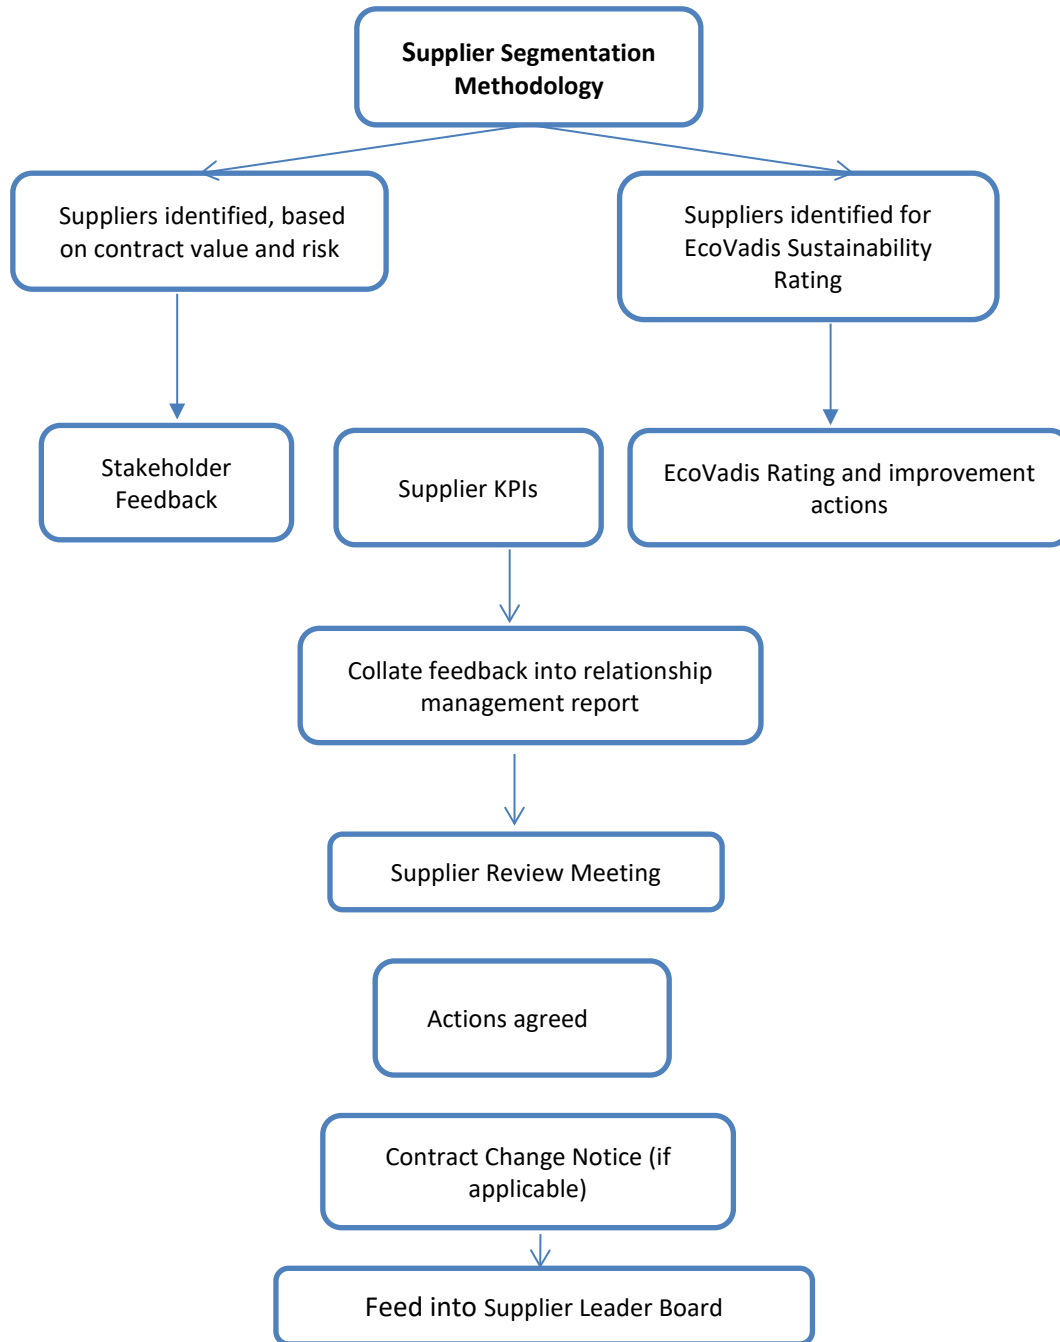 Supplier Segmentation
Methodology
Suppliers identified, based
on contract value and risk
Suppliers identified for
EcoVadis Sustainability
Rating
Stakeholder
Feedback
Supplier KPIs
EcoVadis Rating and improvement
actions
Collate feedback into relationship
management report
Supplier Review Meeting
Actions agreed
Contract Change Notice (if
applicable)
Feed into Supplier Leader Board